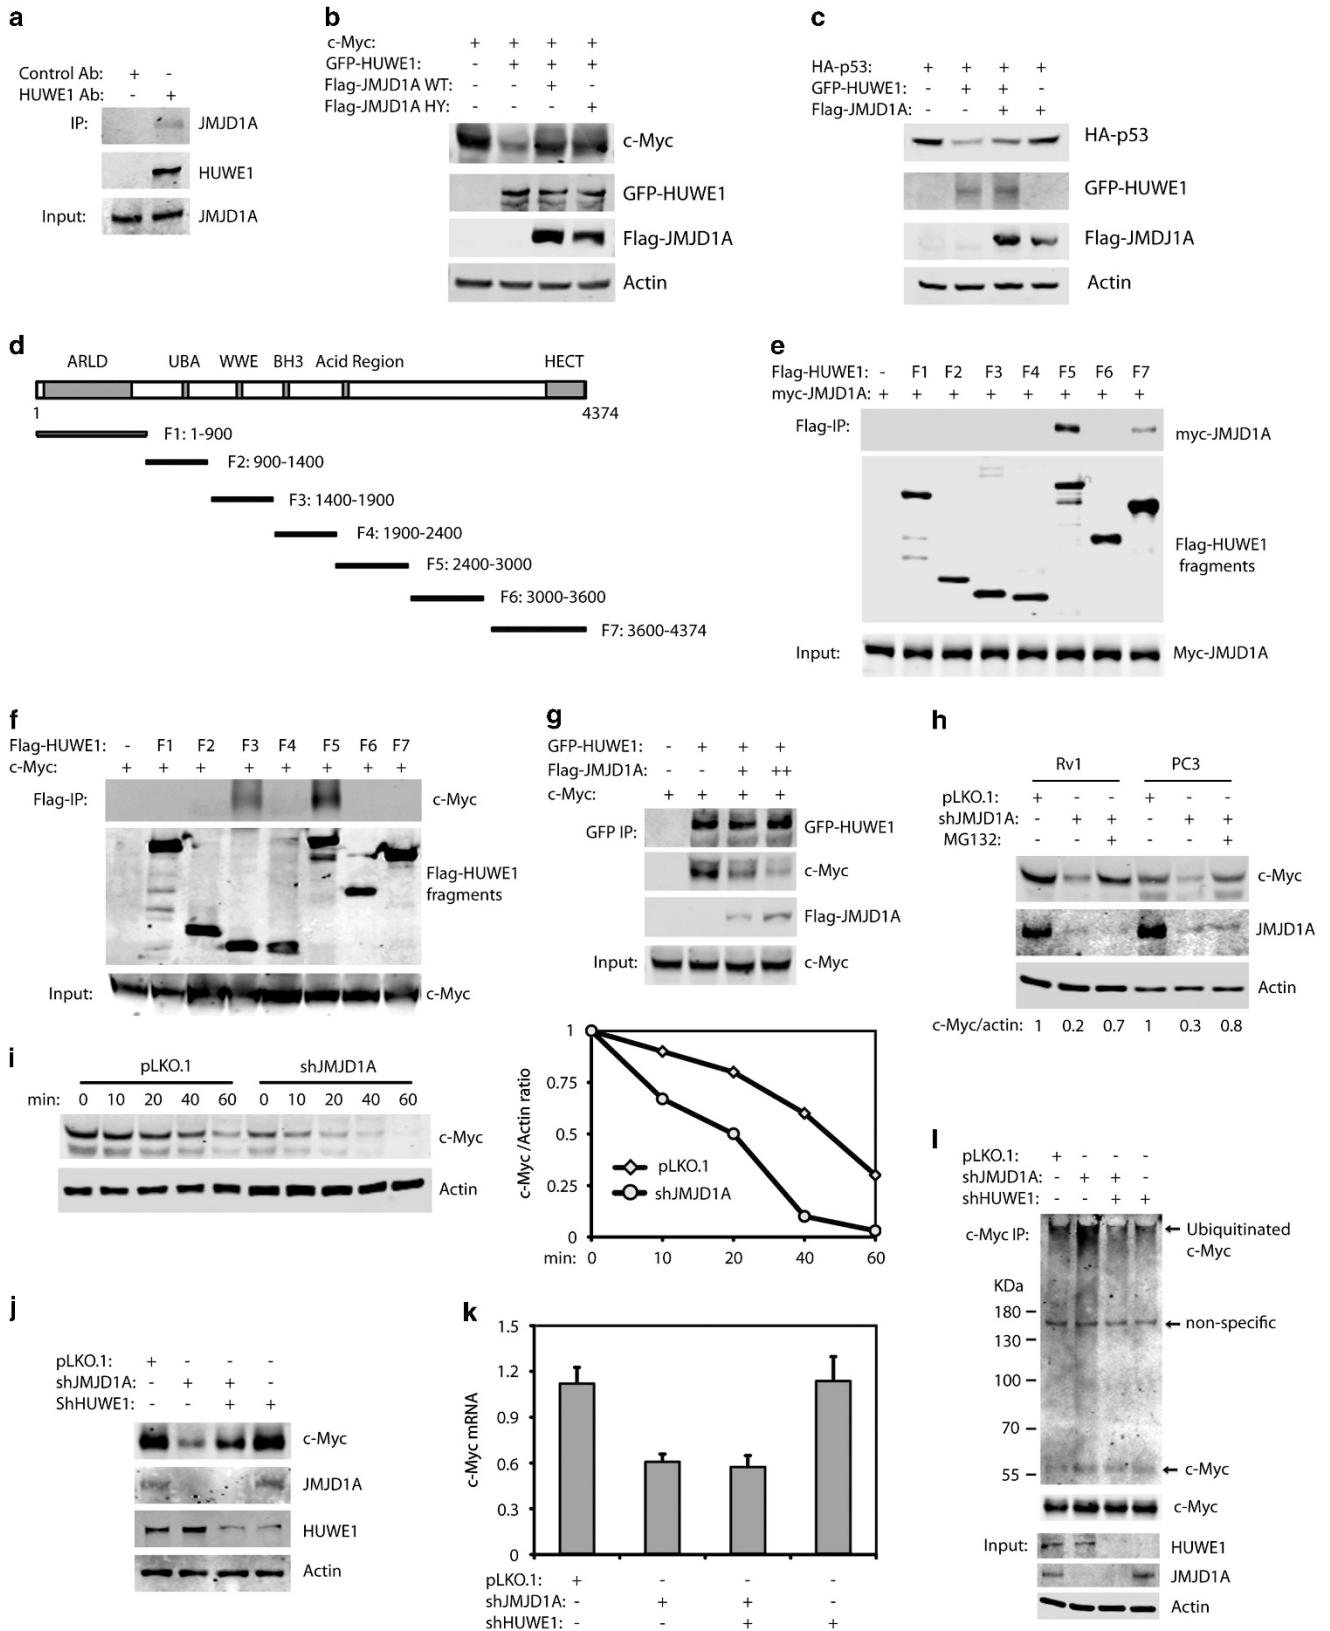 a
Control Ab: + -
HUWE1 Ab: - +
IP: JMJD1A
HUWE1
Input: JMJD1A
b
c-Myc: + + + +
GFP-HUWE1: - + + +
Flag-JMJD1A WT: - - + -
Flag-JMJD1A HY: - - - +
c-Myc
GFP-HUWE1
Flag-JMJD1A
Actin
c
HA-p53: + + + +
GFP-HUWE1: - + + -
Flag-JMJD1A: - - + +
HA-p53
GFP-HUWE1
Flag-JMDJ1A
Actin
d
ARLD UBA WWE BH3 Acid Region HECT
1 4374
F1: 1-900
F2: 900-1400
F3: 1400-1900
F4: 1900-2400
F5: 2400-3000
F6: 3000-3600
F7: 3600-4374
e
Flag-HUWE1: - F1 F2 F3 F4 F5 F6 F7
myc-JMJD1A: + + + + + + + +
Flag-IP: myc-JMJD1A
Flag-HUWE1
fragments
Input: Myc-JMJD1A
f
Flag-HUWE1: - F1 F2 F3 F4 F5 F6 F7
c-Myc: + + + + + + + +
Flag-IP: c-Myc
Flag-HUWE1
fragments
Input: c-Myc
g
GFP-HUWE1: - + + +
Flag-JMJD1A: - - + ++
c-Myc: + + + +
GFP IP: GFP-HUWE1
c-Myc
Flag-JMJD1A
Input: c-Myc
h
Rv1 PC3
pLKO.1: + - - + - -
shJMJD1A: - + + - + +
MG132: - - + - - +
c-Myc
JMJD1A
Actin
c-Myc/actin: 1 0.2 0.7 1 0.3 0.8
i
pLKO.1 shJMJD1A
min: 0 10 20 40 60 0 10 20 40 60
c-Myc
Actin
c-Myc /Actin ratio
1
0.75
0.5
0.25
0
pLKO.1
shJMJD1A
min: 0 10 20 40 60
j
pLKO.1: + - - -
shJMJD1A: - + + -
ShHUWE1: - - + +
c-Myc
JMJD1A
HUWE1
Actin
k
c-Myc mRNA
1.5
1.2
0.9
0.6
0.3
0
pLKO.1: + - - -
shJMJD1A: - + + -
shHUWE1: - - + +
l
pLKO.1: + - - -
shJMJD1A: - + + -
shHUWE1: - - + +
c-Myc IP: Ubiquitinated
c-Myc
KDa
180
non-specific
130
100
70
55
c-Myc
c-Myc
Input: HUWE1
JMJD1A
Actin